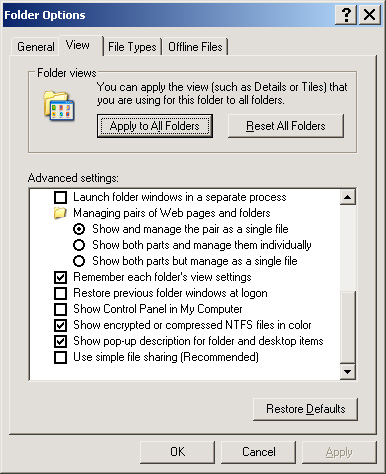 Folder Options
General
View
File Types
Offline Files
Folder views
You can apply the view (such as Details or Tiles) that
you are using for this folder to all folders.
Apply to All Folders
Reset All Folders
Advanced settings:
Launch folder windows in a separate process
Managing pairs of Web pages and folders
Show and manage the pair as a single file
Show both parts and manage them individually
Show both parts but manage as a single file
Remember each folder's view settings
Restore previous folder windows at logon
Show Control Panel in My Computer
Show encrypted or compressed NTFS files in color
Show pop-up description for folder and desktop items
Use simple file sharing (Recommended)
Restore Defaults
OK
Cancel
Apply